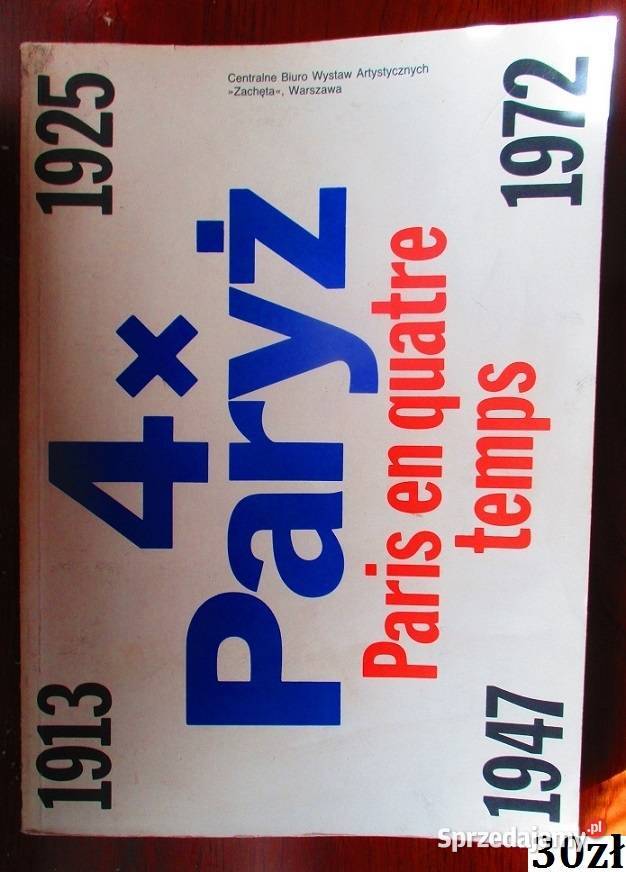 Centralne Biuro Wystaw Artystycznych
»Zachęta«, Warszawa
1913
1925
4×
Paryż
Paris en quatre
temps
1947
1972
Sprzedajemy.pl
30zł